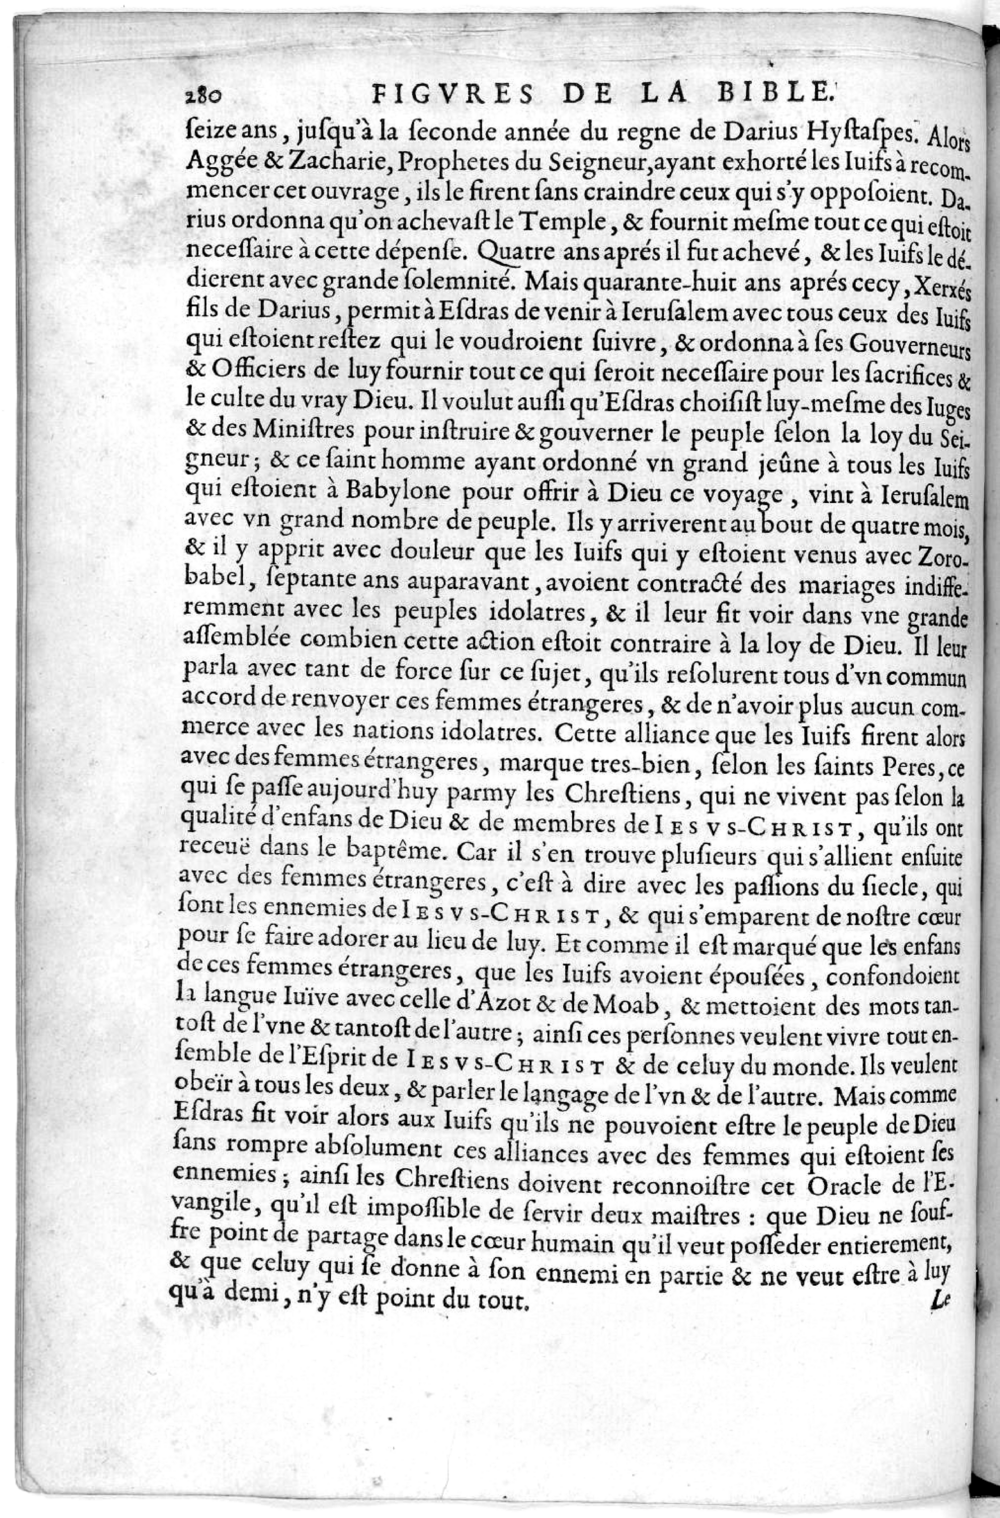 280 FIGVRES DE LA BIBLE.
ſeize ans, juſqu'à la ſeconde année du regne de Darius Hyſtaſpes. Alors
Aggée & Zacharie, Prophetes du Seigneur, ayant exhorté les Iuifs à recom-
mencer cet ouvrage, ils le firent ſans craindre ceux qui s'y oppoſoient. Da-
rius ordonna qu'on achevaſt le Temple, & fournit meſme tout ce qui eſtoit
neceſſaire à cette dépenſe. Quatre ans aprés il fut achevé, & les Iuifs le dé-
dierent avec grande ſolemnité. Mais quarante-huit ans aprés cecy, Xerxés
fils de Darius, permit à Eſdras de venir à Ieruſalem avec tous ceux des Iuifs
qui eſtoient reſtez qui le voudroient ſuivre, & ordonna à ſes Gouverneurs
& Officiers de luy fournir tout ce qui ſeroit neceſſaire pour les ſacrifices &
le culte du vray Dieu. Il voulut auſſi qu'Eſdras choiſiſt luy-meſme des Iuges
& des Miniſtres pour inſtruire & gouverner le peuple ſelon la loy du Sei-
gneur; & ce ſaint homme ayant ordonné vn grand jeûne à tous les Iuifs
qui eſtoient à Babylone pour offrir à Dieu ce voyage, vint à Ieruſalem
avec vn grand nombre de peuple. Ils y arriverent au bout de quatre mois,
& il y apprit avec douleur que les Iuifs qui y eſtoient venus avec Zoro-
babel, ſeptante ans auparavant, avoient contracté des mariages indiffe-
remment avec les peuples idolatres, & il leur fit voir dans vne grande
aſſemblée combien cette action eſtoit contraire à la loy de Dieu. Il leur
parla avec tant de force ſur ce ſujet, qu'ils reſolurent tous d'vn commun
accord de renvoyer ces femmes étrangeres, & de n'avoir plus aucun com-
merce avec les nations idolatres. Cette alliance que les Iuifs firent alors
avec des femmes étrangeres, marque tres-bien, ſelon les ſaints Peres, ce
qui ſe paſſe aujourd'huy parmy les Chreſtiens, qui ne vivent pas ſelon la
qualité d'enfans de Dieu & de membres de IESVS-CHRIST, qu'ils ont
receuë dans le baptême. Car il s'en trouve pluſieurs qui s'allient enſuite
avec des femmes étrangeres, c'eſt à dire avec les paſſions du ſiecle, qui
ſont les ennemies de IESVS-CHRIST, & qui s'emparent de noſtre cœur
pour ſe faire adorer au lieu de luy. Et comme il eſt marqué que les enfans
de ces femmes étrangeres, que les Iuifs avoient épouſées, confondoient
la langue Iuïve avec celle d'Azot & de Moab, & mettoient des mots tan-
toſt de l'vne & tantoſt de l'autre; ainſi ces perſonnes veulent vivre tout en-
ſemble de l'Eſprit de IESVS-CHRIST & de celuy du monde. Ils veulent
obeïr à tous les deux, & parler le langage de l'vn & de l'autre. Mais comme
Eſdras fit voir alors aux Iuifs qu'ils ne pouvoient eſtre le peuple de Dieu
ſans rompre abſolument ces alliances avec des femmes qui eſtoient ſes
ennemies; ainſi les Chreſtiens doivent reconnoiſtre cet Oracle de l'E-
vangile, qu'il eſt impoſſible de ſervir deux maiſtres : que Dieu ne ſouf-
fre point de partage dans le cœur humain qu'il veut poſſeder entierement,
& que celuy qui ſe donne à ſon ennemi en partie & ne veut eſtre à luy
qu'à demi, n'y eſt point du tout.
Le